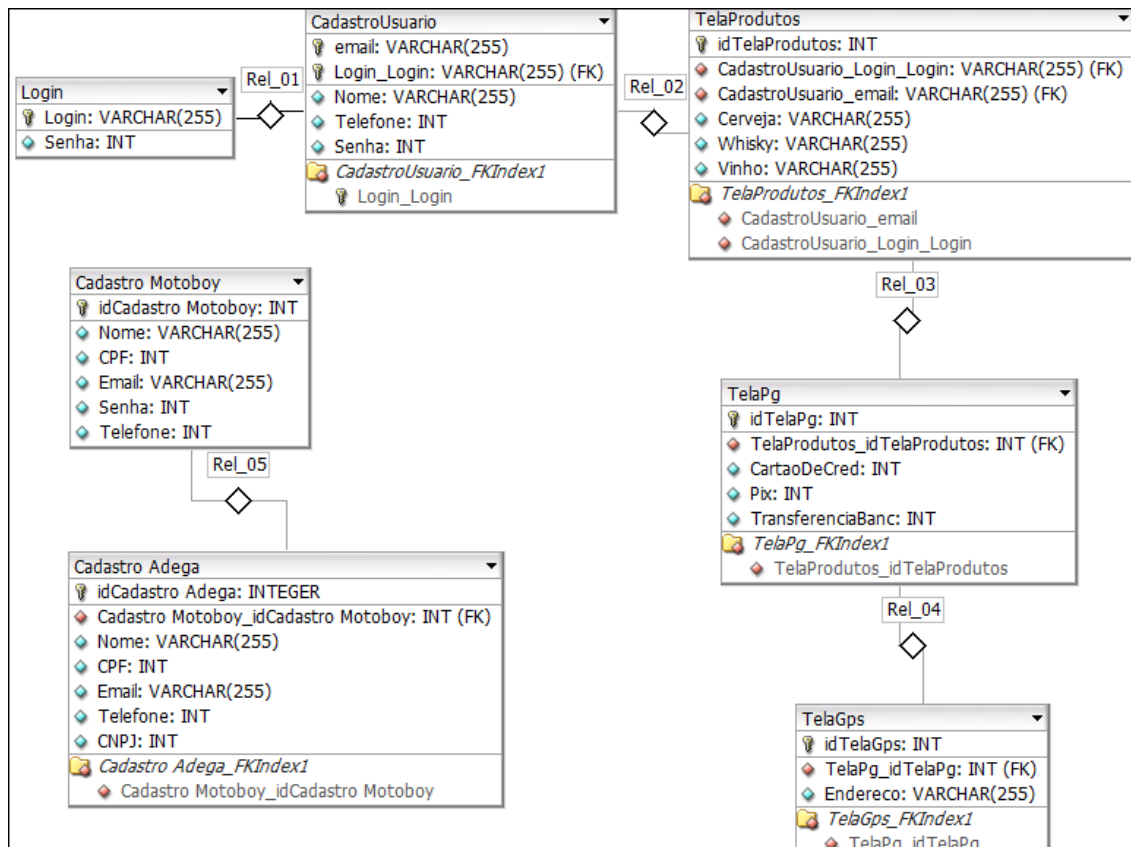 Login
Login: VARCHAR(255)
Senha: INT
Rel_01
CadastroUsuario
email: VARCHAR(255)
Login_Login: VARCHAR(255) (FK)
Nome: VARCHAR(255)
Telefone: INT
Senha: INT
CadastroUsuario_FKIndex1
Login_Login
Rel_02
TelaProdutos
idTelaProdutos: INT
CadastroUsuario_Login_Login: VARCHAR(255) (FK)
CadastroUsuario_email: VARCHAR(255) (FK)
Cerveja: VARCHAR(255)
Whisky: VARCHAR(255)
Vinho: VARCHAR(255)
TelaProdutos_FKIndex1
CadastroUsuario_email
CadastroUsuario_Login_Login
Rel_03
Cadastro Motoboy
idCadastro Motoboy: INT
Nome: VARCHAR(255)
CPF: INT
Email: VARCHAR(255)
Senha: INT
Telefone: INT
Rel_05
TelaPg
idTelaPg: INT
TelaProdutos_idTelaProdutos: INT (FK)
CartaoDeCred: INT
Pix: INT
TransferenciaBanc: INT
TelaPg_FKIndex1
TelaProdutos_idTelaProdutos
Rel_04
Cadastro Adega
idCadastro Adega: INTEGER
Cadastro Motoboy_idCadastro Motoboy: INT (FK)
Nome: VARCHAR(255)
CPF: INT
Email: VARCHAR(255)
Telefone: INT
CNPJ: INT
Cadastro Adega_FKIndex1
Cadastro Motoboy_idCadastro Motoboy
TelaGps
idTelaGps: INT
TelaPg_idTelaPg: INT (FK)
Endereco: VARCHAR(255)
TelaGps_FKIndex1
TelaPg_idTelaPg